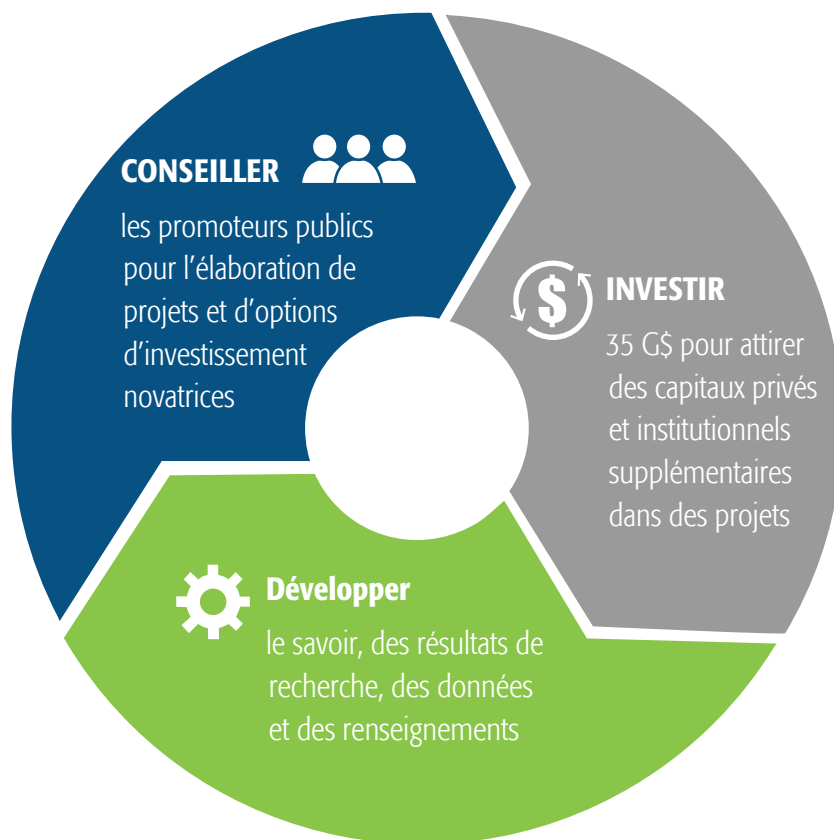 CONSEILLER
les promoteurs publics
pour l’élaboration de
projets et d’options
d’investissement
novatrices
$
INVESTIR
35 G$ pour attirer
des capitaux privés
et institutionnels
supplémentaires
dans des projets
Développer
le savoir, des résultats de
recherche, des données
et des renseignements